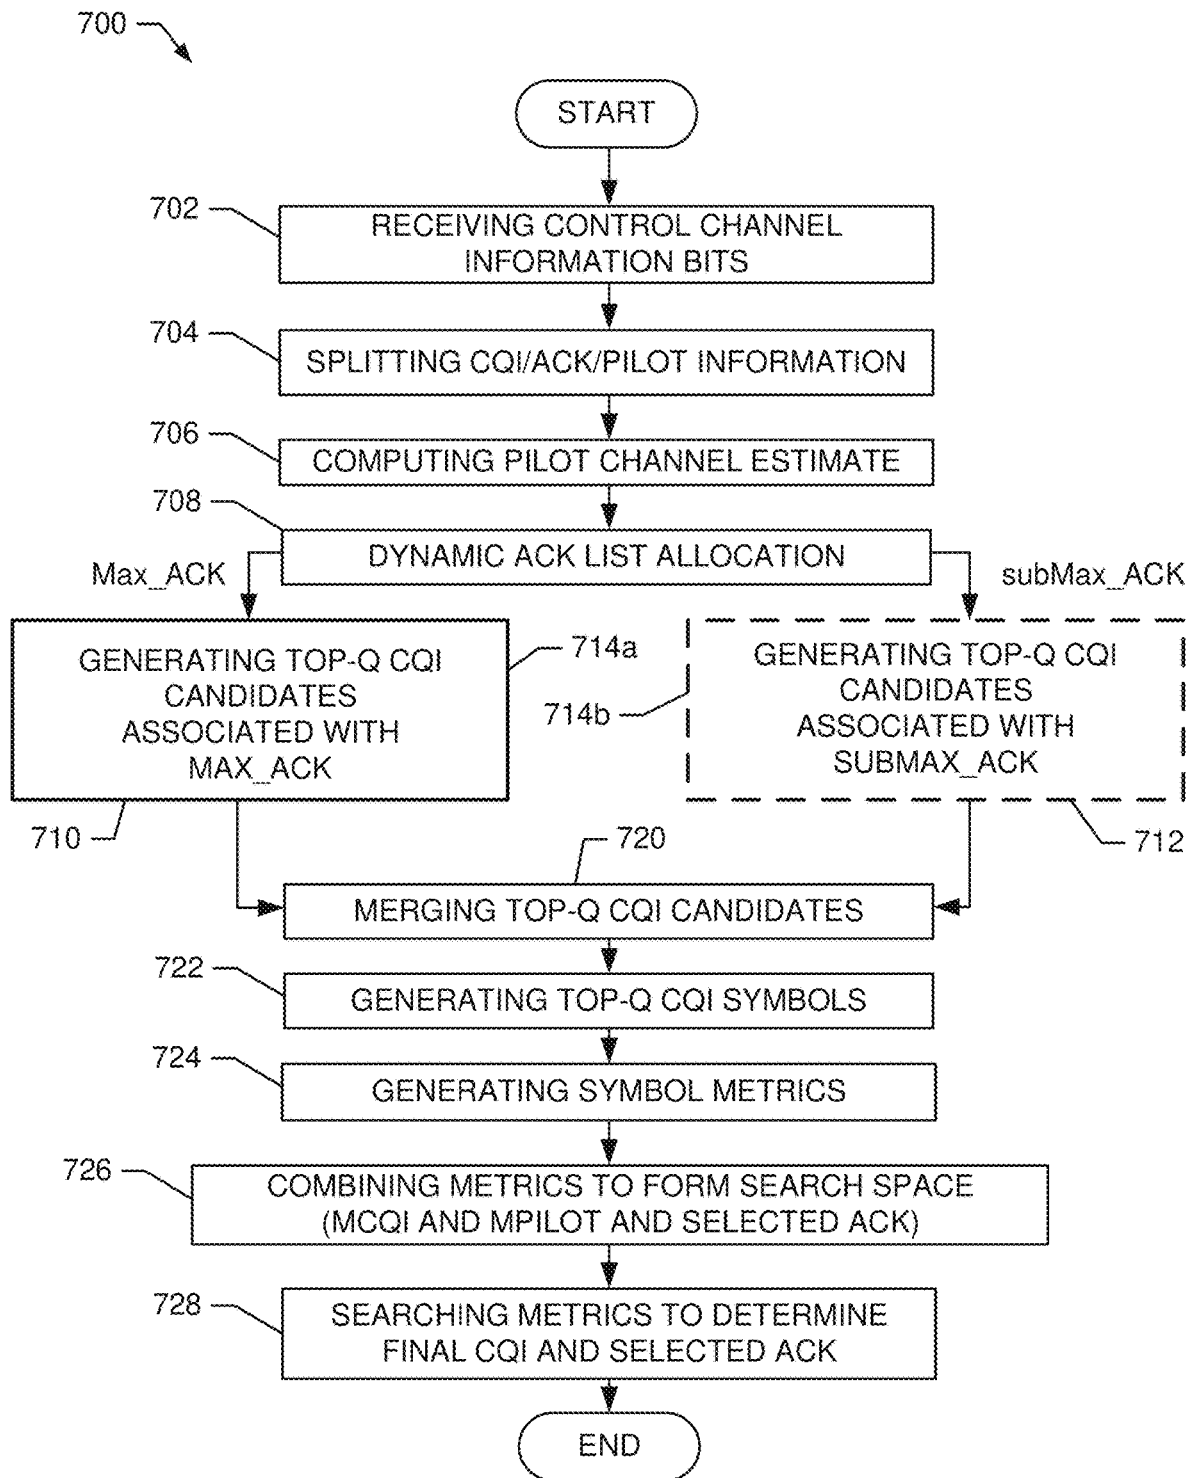 700
START
702
RECEIVING CONTROL CHANNEL
INFORMATION BITS
704
SPLITTING CQI/ACK/PILOT INFORMATION
706
COMPUTING PILOT CHANNEL ESTIMATE
708
DYNAMIC ACK LIST ALLOCATION
Max_ACK
subMax_ACK
GENERATING TOP-Q CQI
CANDIDATES
ASSOCIATED WITH
MAX_ACK
714a
710
714b
GENERATING TOP-Q CQI
CANDIDATES
ASSOCIATED WITH
SUBMAX_ACK
712
720
MERGING TOP-Q CQI CANDIDATES
722
GENERATING TOP-Q CQI SYMBOLS
724
GENERATING SYMBOL METRICS
726
COMBINING METRICS TO FORM SEARCH SPACE
(MCQI AND MPILOT AND SELECTED ACK)
728
SEARCHING METRICS TO DETERMINE
FINAL CQI AND SELECTED ACK
END